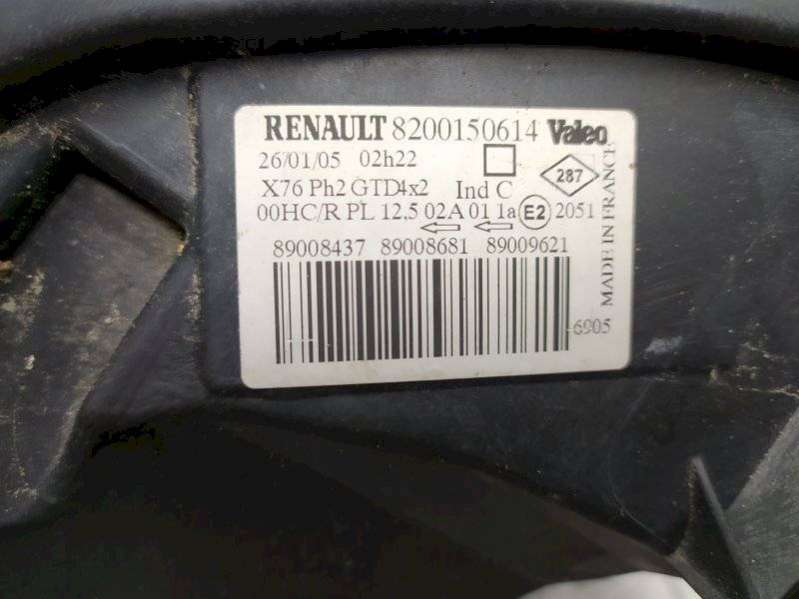 RENAULT 8200150614 Valeo
26/01/05 02h22
287
X76 Ph2 GTD4x2 Ind C
00HC/R PL 12.5 02A 01 1a E2 2051
89008437 89008681 89009621
6905
MADE IN FRANCE